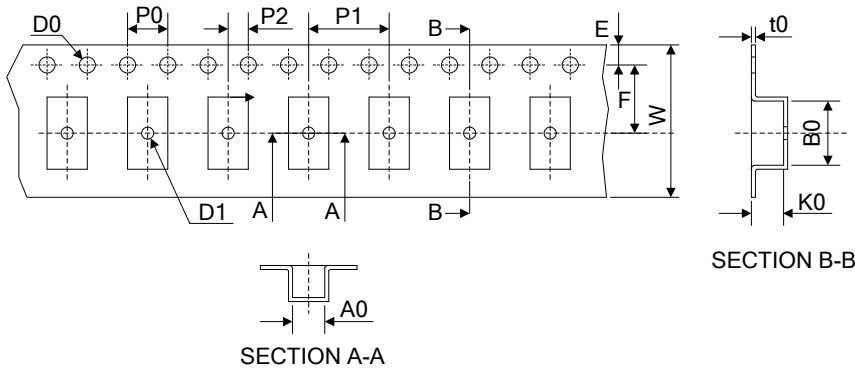 P0
P2
P1
D0
B
E
t0
F
W
B0
D1
A
A
B
K0
SECTION B-B
A0
SECTION A-A